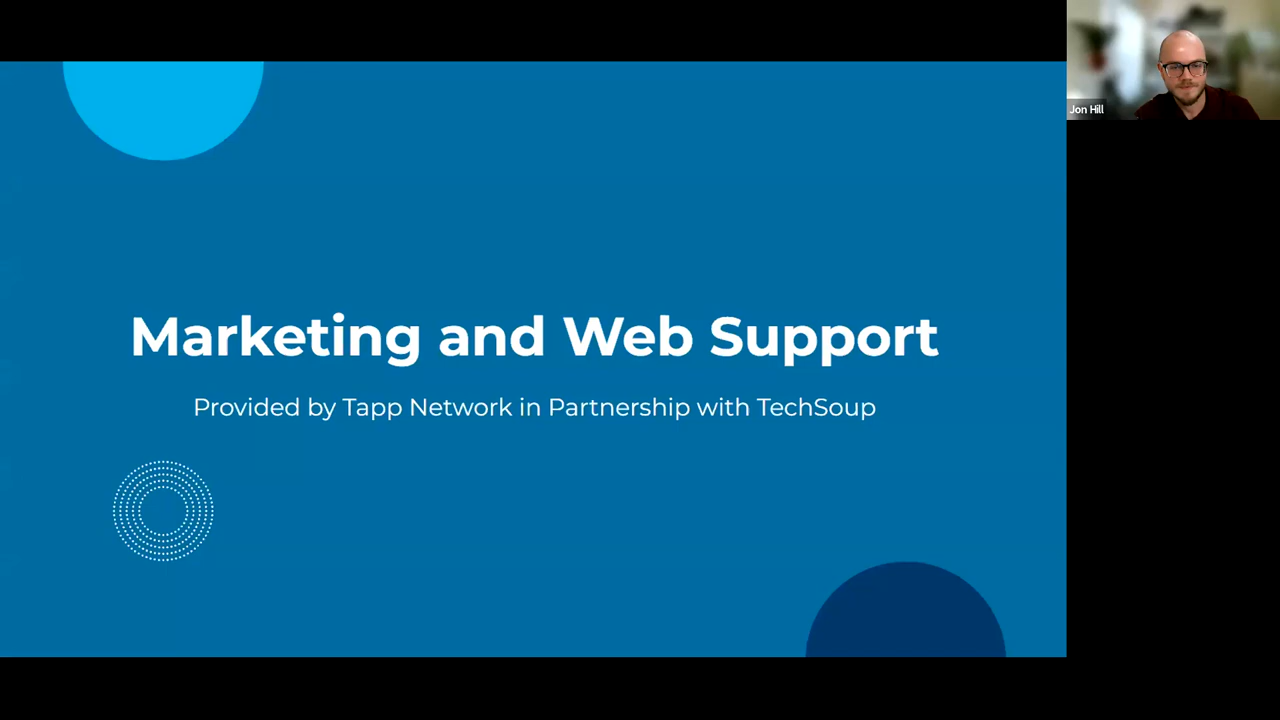 Marketing and Web Support
Provided by Tapp Network in Partnership with TechSoup
Jon Hill